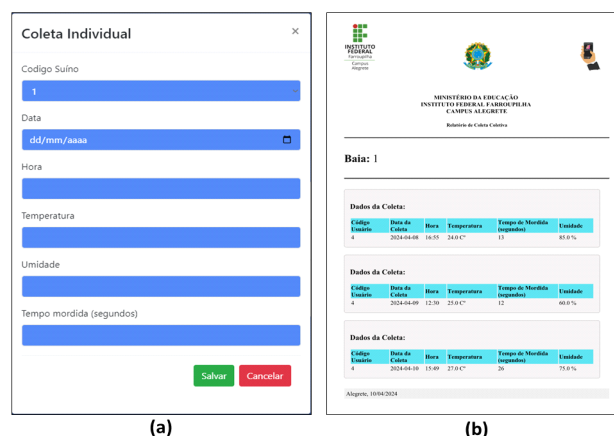 Coleta Individual
×
Codigo Suíno
1
Data
dd/mm/aaaa
Hora
Temperatura
Umidade
Tempo mordida (segundos)
Salvar Cancelar
(a)
INSTITUTO
FEDERAL
Farroupilha
Campus
Alegrete
MINISTÉRIO DA EDUCAÇÃO
INSTITUTO FEDERAL FARROUPILHA
CAMPUS ALEGRETE
Relatório de Coleta Coletiva
Baia: 1
Dados da Coleta:
Código Usuário Data da Coleta Hora Temperatura Tempo de Mordida (segundos) Umidade
4 2024-04-08 16:55 24.0 C° 13 85.0 %
Dados da Coleta:
Código Usuário Data da Coleta Hora Temperatura Tempo de Mordida (segundos) Umidade
4 2024-04-09 12:30 25.0 C° 12 60.0 %
Dados da Coleta:
Código Usuário Data da Coleta Hora Temperatura Tempo de Mordida (segundos) Umidade
4 2024-04-10 15:49 27.0 C° 26 75.0 %
Alegrete, 10/04/2024
(b)